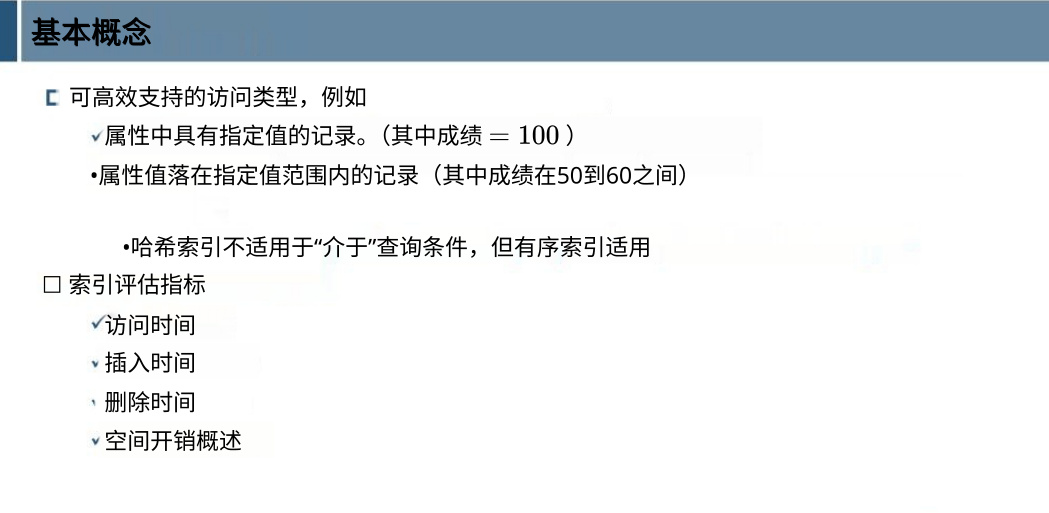 基本概念
可高效支持的访问类型，例如
✓属性中具有指定值的记录。（其中成绩 = 100 ）
•属性值落在指定值范围内的记录（其中成绩在50到60之间）
•哈希索引不适用于“介于”查询条件，但有序索引适用
☐ 索引评估指标
✓访问时间
✓插入时间
删除时间
✓空间开销概述